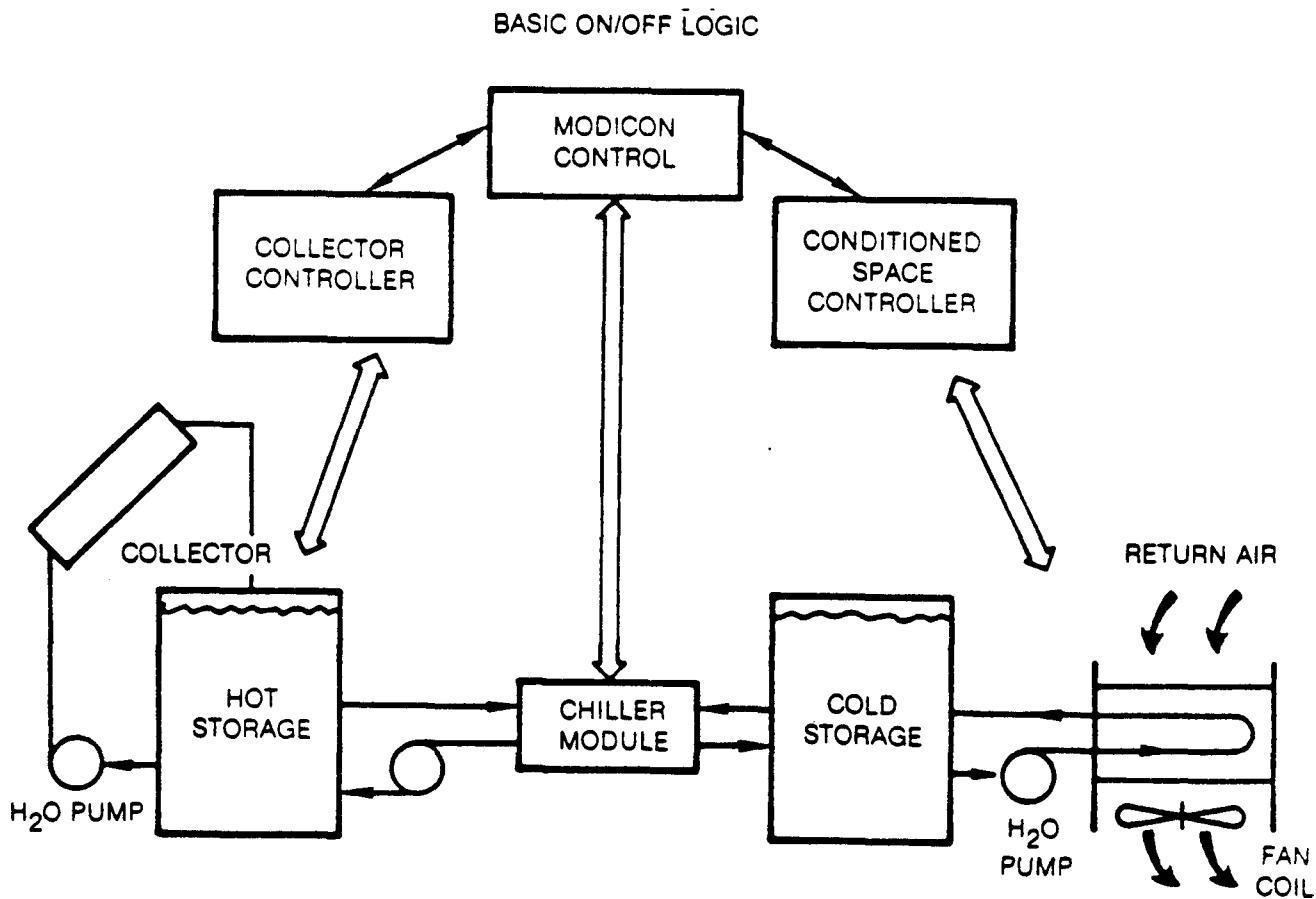 BASIC ON/OFF LOGIC
MODICON
CONTROL
COLLECTOR
CONTROLLER
CONDITIONED
SPACE
CONTROLLER
COLLECTOR
RETURN AIR
HOT
STORAGE
CHILLER
MODULE
COLD
STORAGE
H₂O PUMP
H₂O
PUMP
FAN
COIL